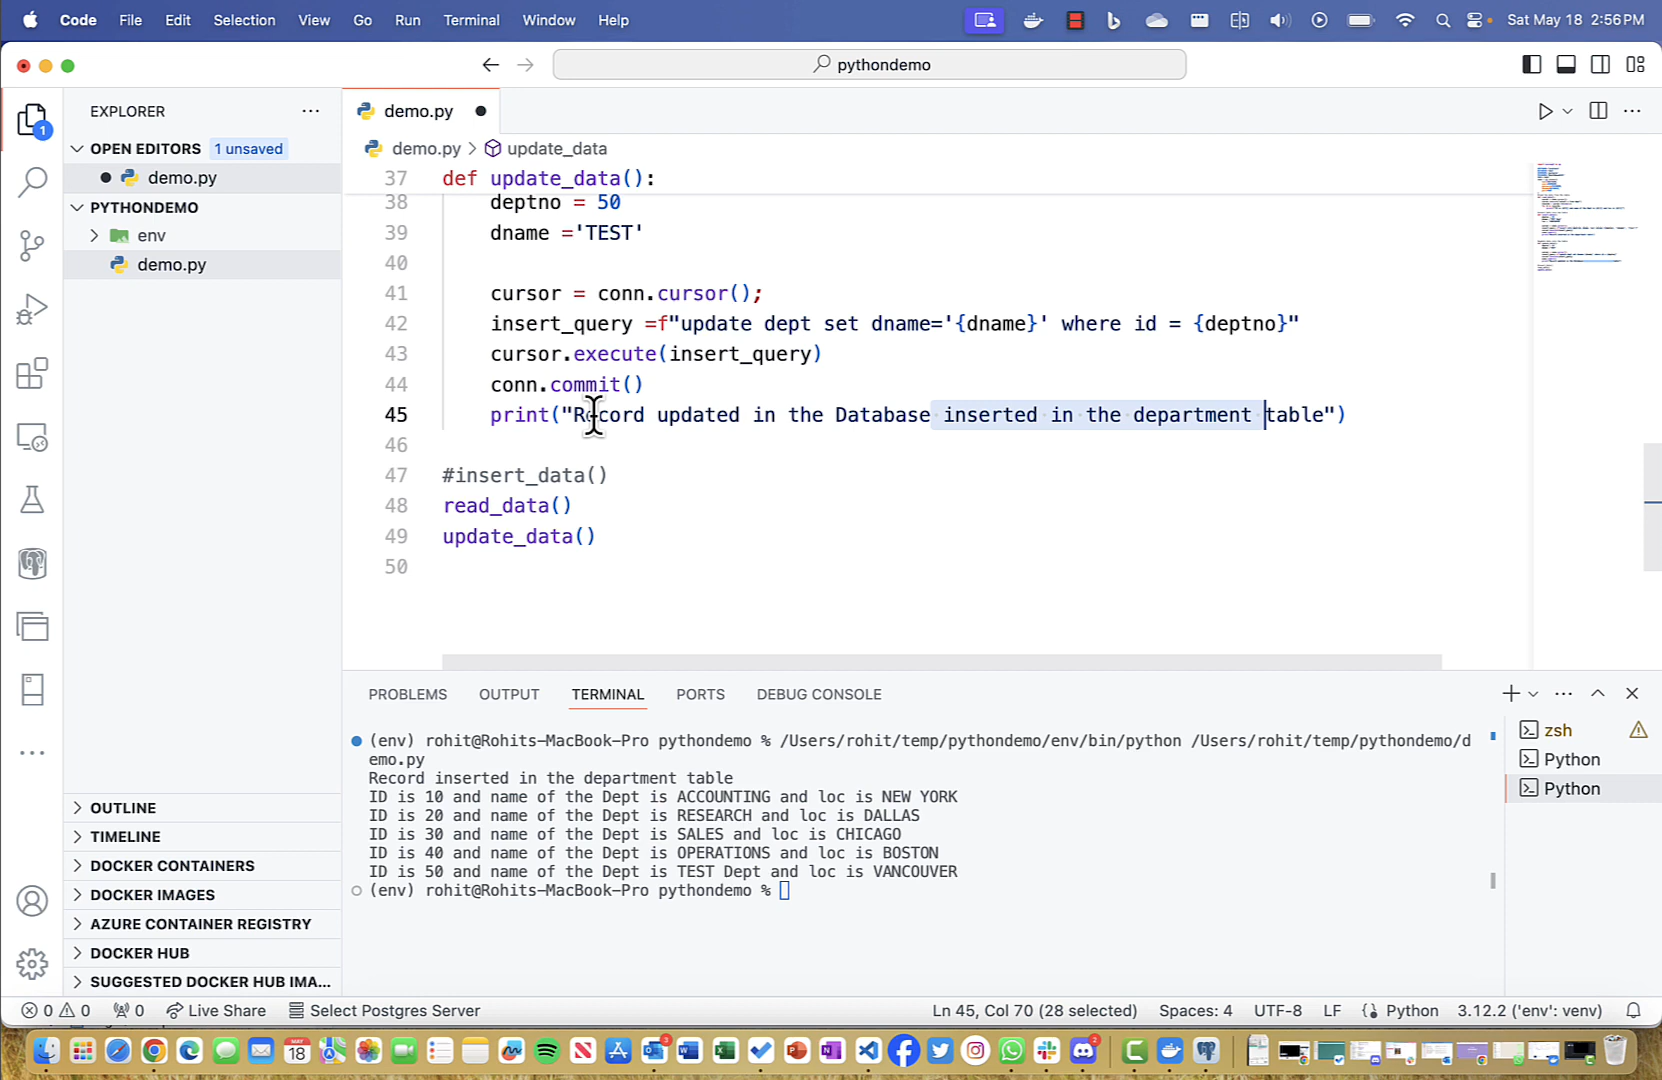 Code File Edit Selection View Go Run Terminal Window Help Sat May 18 2:56 PM
pythondemo
EXPLORER
demo.py
OPEN EDITORS 1 unsaved
demo.py > update_data
demo.py
PYTHONDEMO
env
demo.py
37 def update_data():
38 deptno = 50
39 dname ='TEST'
40
41 cursor = conn.cursor();
42 insert_query =f"update dept set dname='{dname}' where id = {deptno}"
43 cursor.execute(insert_query)
44 conn.commit()
45 print("Record updated in the Database inserted in the department table")
46
47 #insert_data()
48 read_data()
49 update_data()
50
PROBLEMS OUTPUT TERMINAL PORTS DEBUG CONSOLE
(env) rohit@Rohits-MacBook-Pro pythondemo % /Users/rohit/temp/pythondemo/env/bin/python /Users/rohit/temp/pythondemo/d
emo.py
Record inserted in the department table
ID is 10 and name of the Dept is ACCOUNTING and loc is NEW YORK
ID is 20 and name of the Dept is RESEARCH and loc is DALLAS
ID is 30 and name of the Dept is SALES and loc is CHICAGO
ID is 40 and name of the Dept is OPERATIONS and loc is BOSTON
ID is 50 and name of the Dept is TEST Dept and loc is VANCOUVER
(env) rohit@Rohits-MacBook-Pro pythondemo %
zsh
Python
Python
OUTLINE
TIMELINE
DOCKER CONTAINERS
DOCKER IMAGES
AZURE CONTAINER REGISTRY
DOCKER HUB
SUGGESTED DOCKER HUB IMA...
0 0 0 Live Share Select Postgres Server Ln 45, Col 70 (28 selected) Spaces: 4 UTF-8 LF Python 3.12.2 ('env': venv)